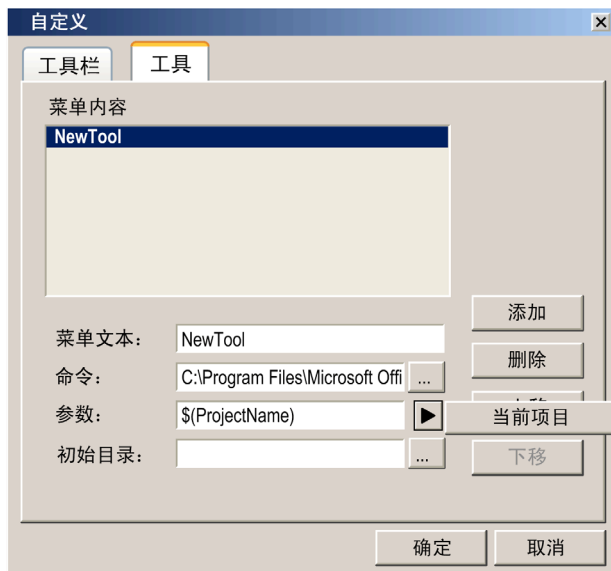 自定义
工具栏
工具
菜单内容
NewTool
添加
菜单文本：
NewTool
删除
命令：
C:\Program Files\Microsoft Offi
...
参数：
$(ProjectName)
当前项目
初始目录：
...
下移
确定
取消